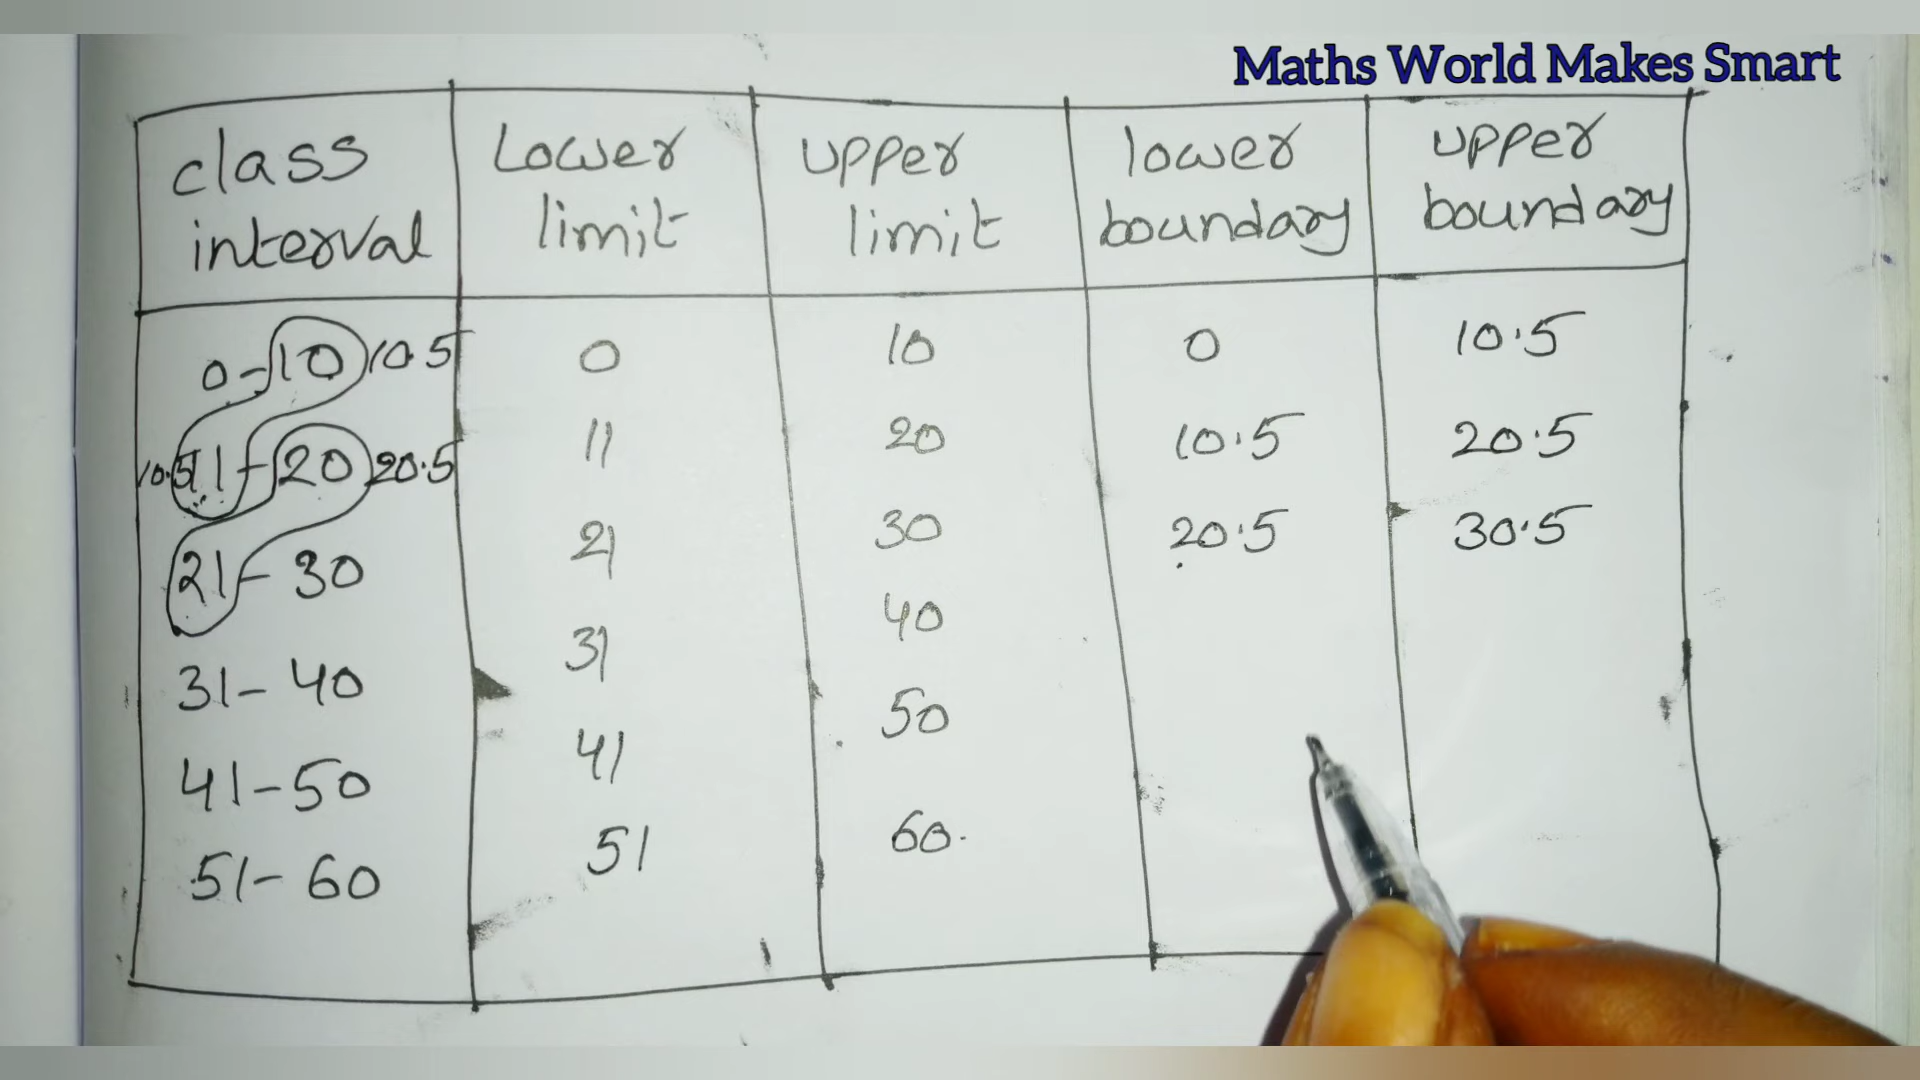 Maths World Makes Smart
class interval Lower limit upper limit lower boundary upper boundary
0-10 10.5 0 10 0 10.5
10.5 11-20 20.5 11 20 10.5 20.5
21-30 21 30 20.5 30.5
31-40 31 40
41-50 41 50
51-60 51 60.